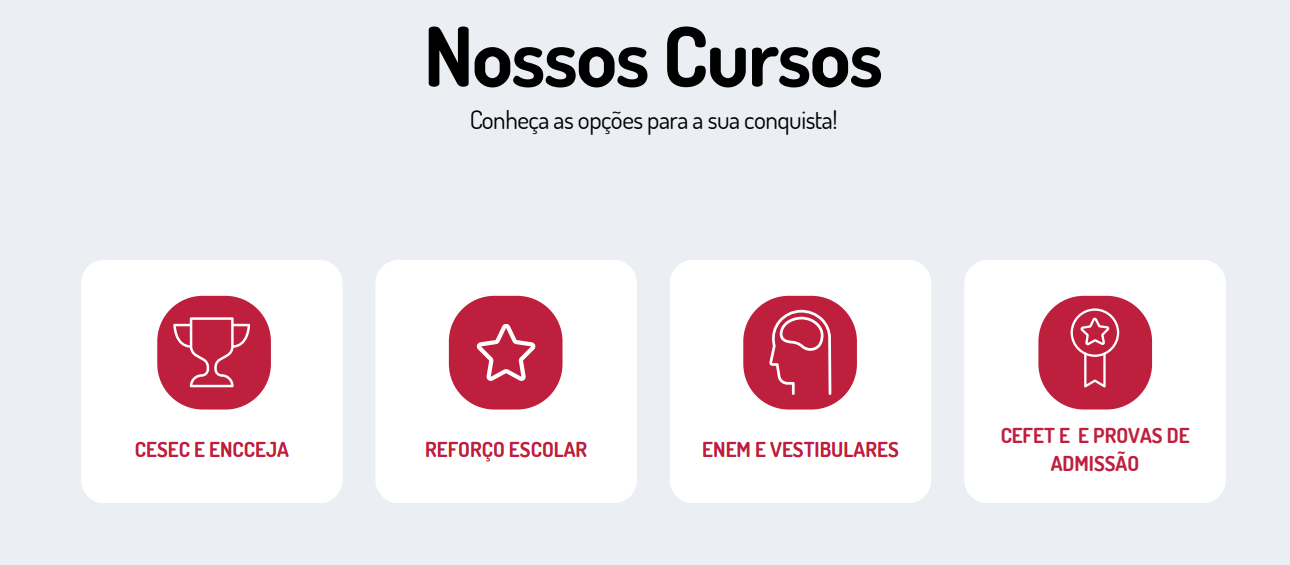 Nossos Cursos
Conheça as opções para a sua conquista!
CESEC E ENCCEJA
REFORÇO ESCOLAR
ENEM E VESTIBULARES
CEFET E  E PROVAS DE
ADMISSÃO